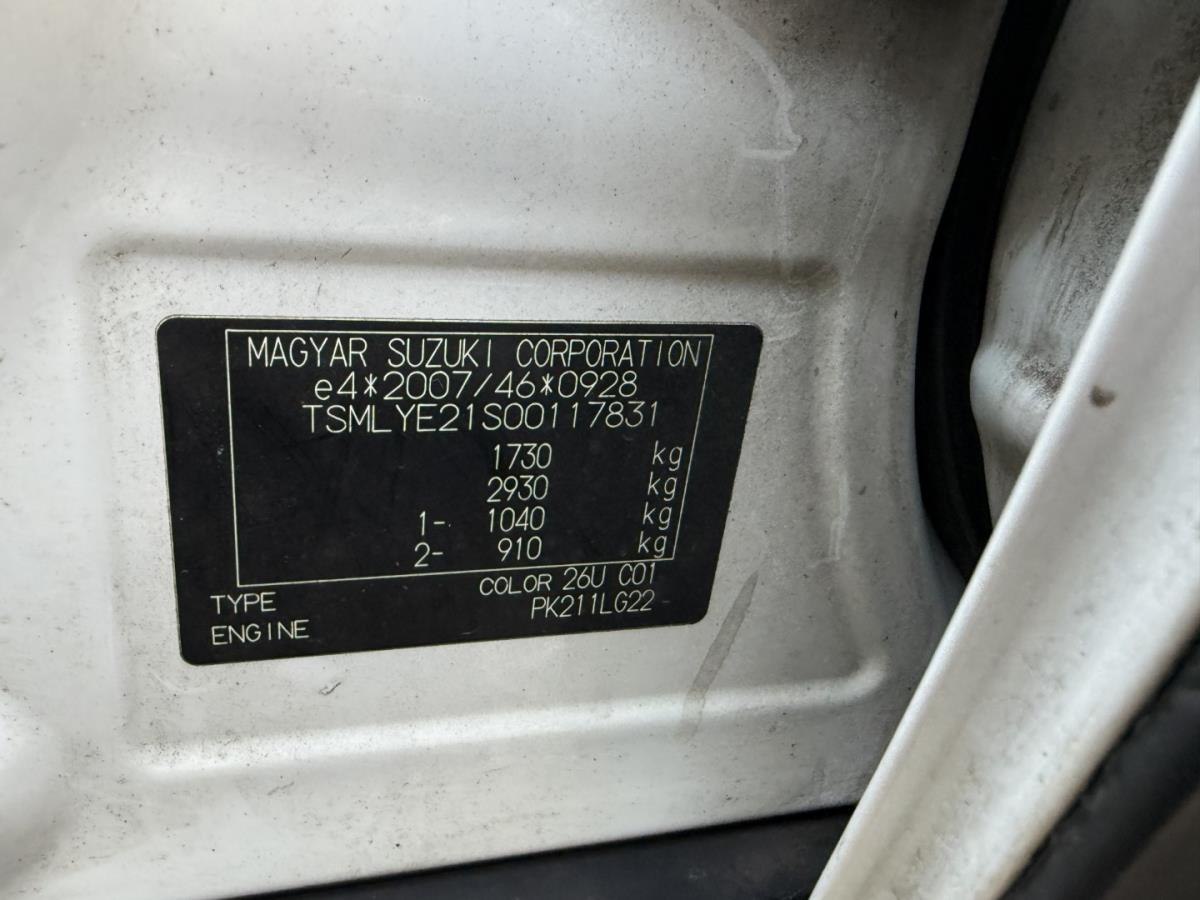 MAGYAR SUZUKI CORPORATION
e4*2007/46*0928
TSMLYE21S00117831
1730 kg
2930 kg
1- 1040 kg
2- 910 kg
COLOR 26U C01
TYPE PK211LG22
ENGINE